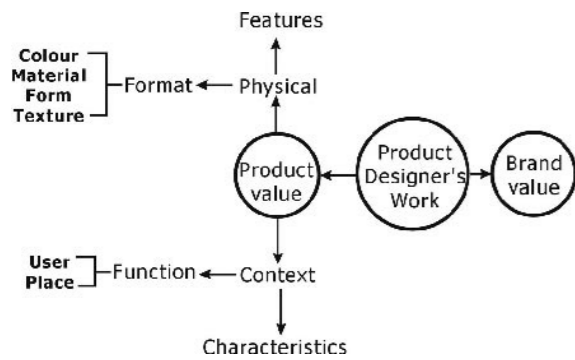 Features
Colour
Material
Form
Texture
Format
Physical
Product
value
Product
Designer's
Work
Brand
value
User
Place
Function
Context
Characteristics